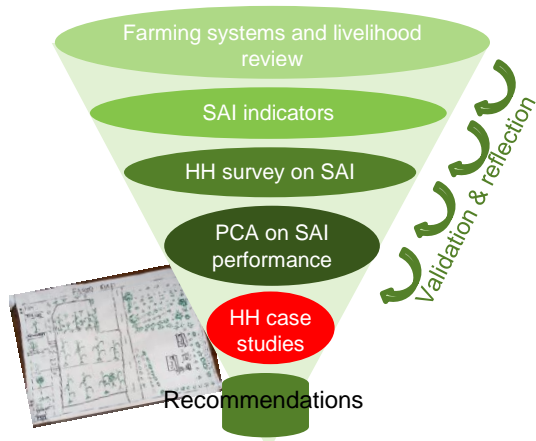 Farming systems and livelihood
review
SAI indicators
HH survey on SAI
PCA on SAI
performance
HH case
studies
Recommendations
Validation & reflection